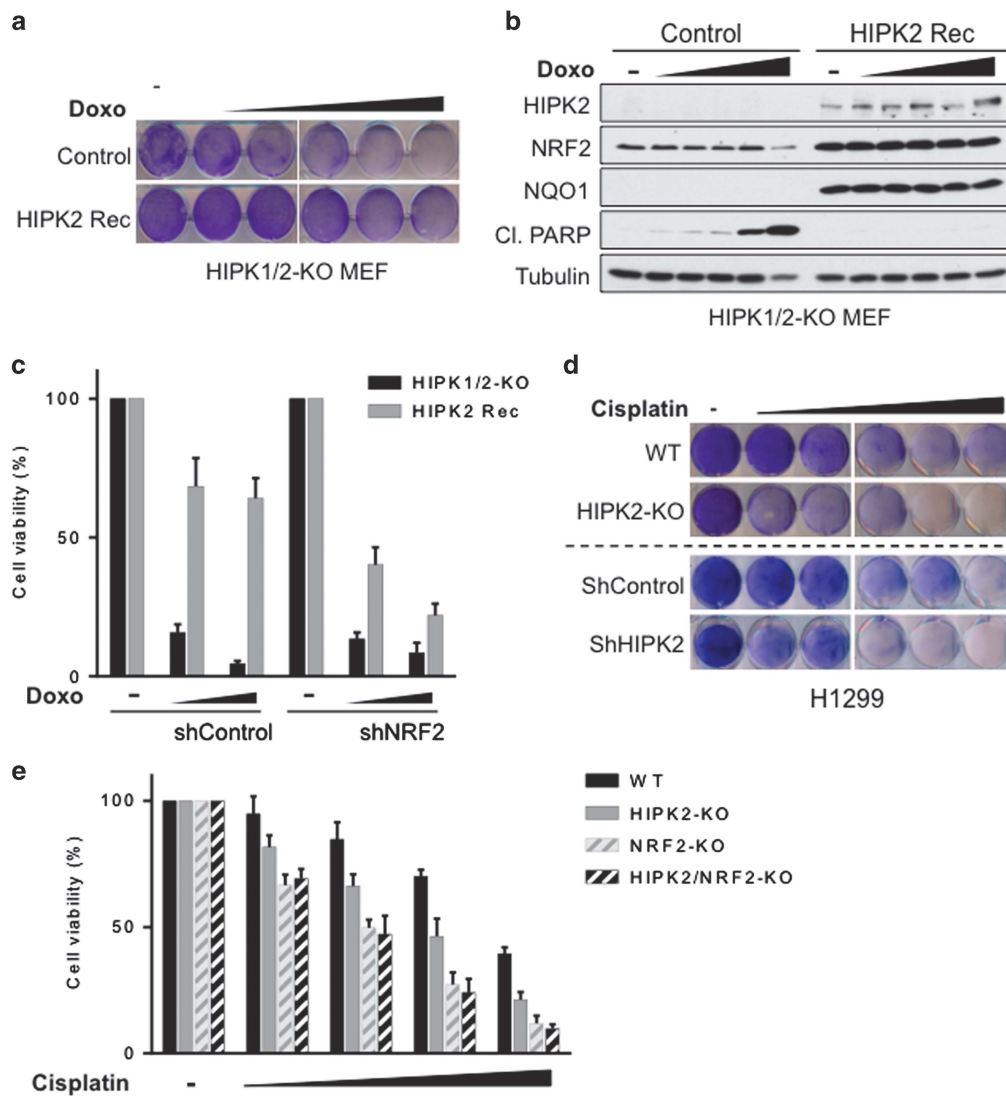 a
-
Doxo
Control
HIPK2 Rec
HIPK1/2-KO MEF
b
Control HIPK2 Rec
Doxo - -
HIPK2
NRF2
NQO1
Cl. PARP
Tubulin
HIPK1/2-KO MEF
c
Cell viability (%)
100
50
0
HIPK1/2-KO
HIPK2 Rec
Doxo - -
shControl shNRF2
d
Cisplatin -
WT
HIPK2-KO
ShControl
ShHIPK2
H1299
e
Cell viability (%)
100
50
0
WT
HIPK2-KO
NRF2-KO
HIPK2/NRF2-KO
Cisplatin -